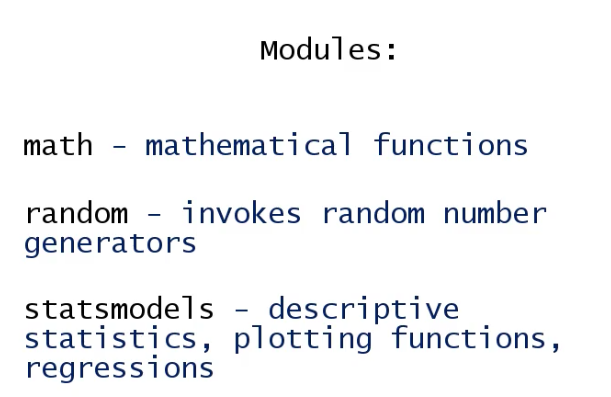 Modules:
math - mathematical functions
random - invokes random number
generators
statsmodels - descriptive
statistics, plotting functions,
regressions